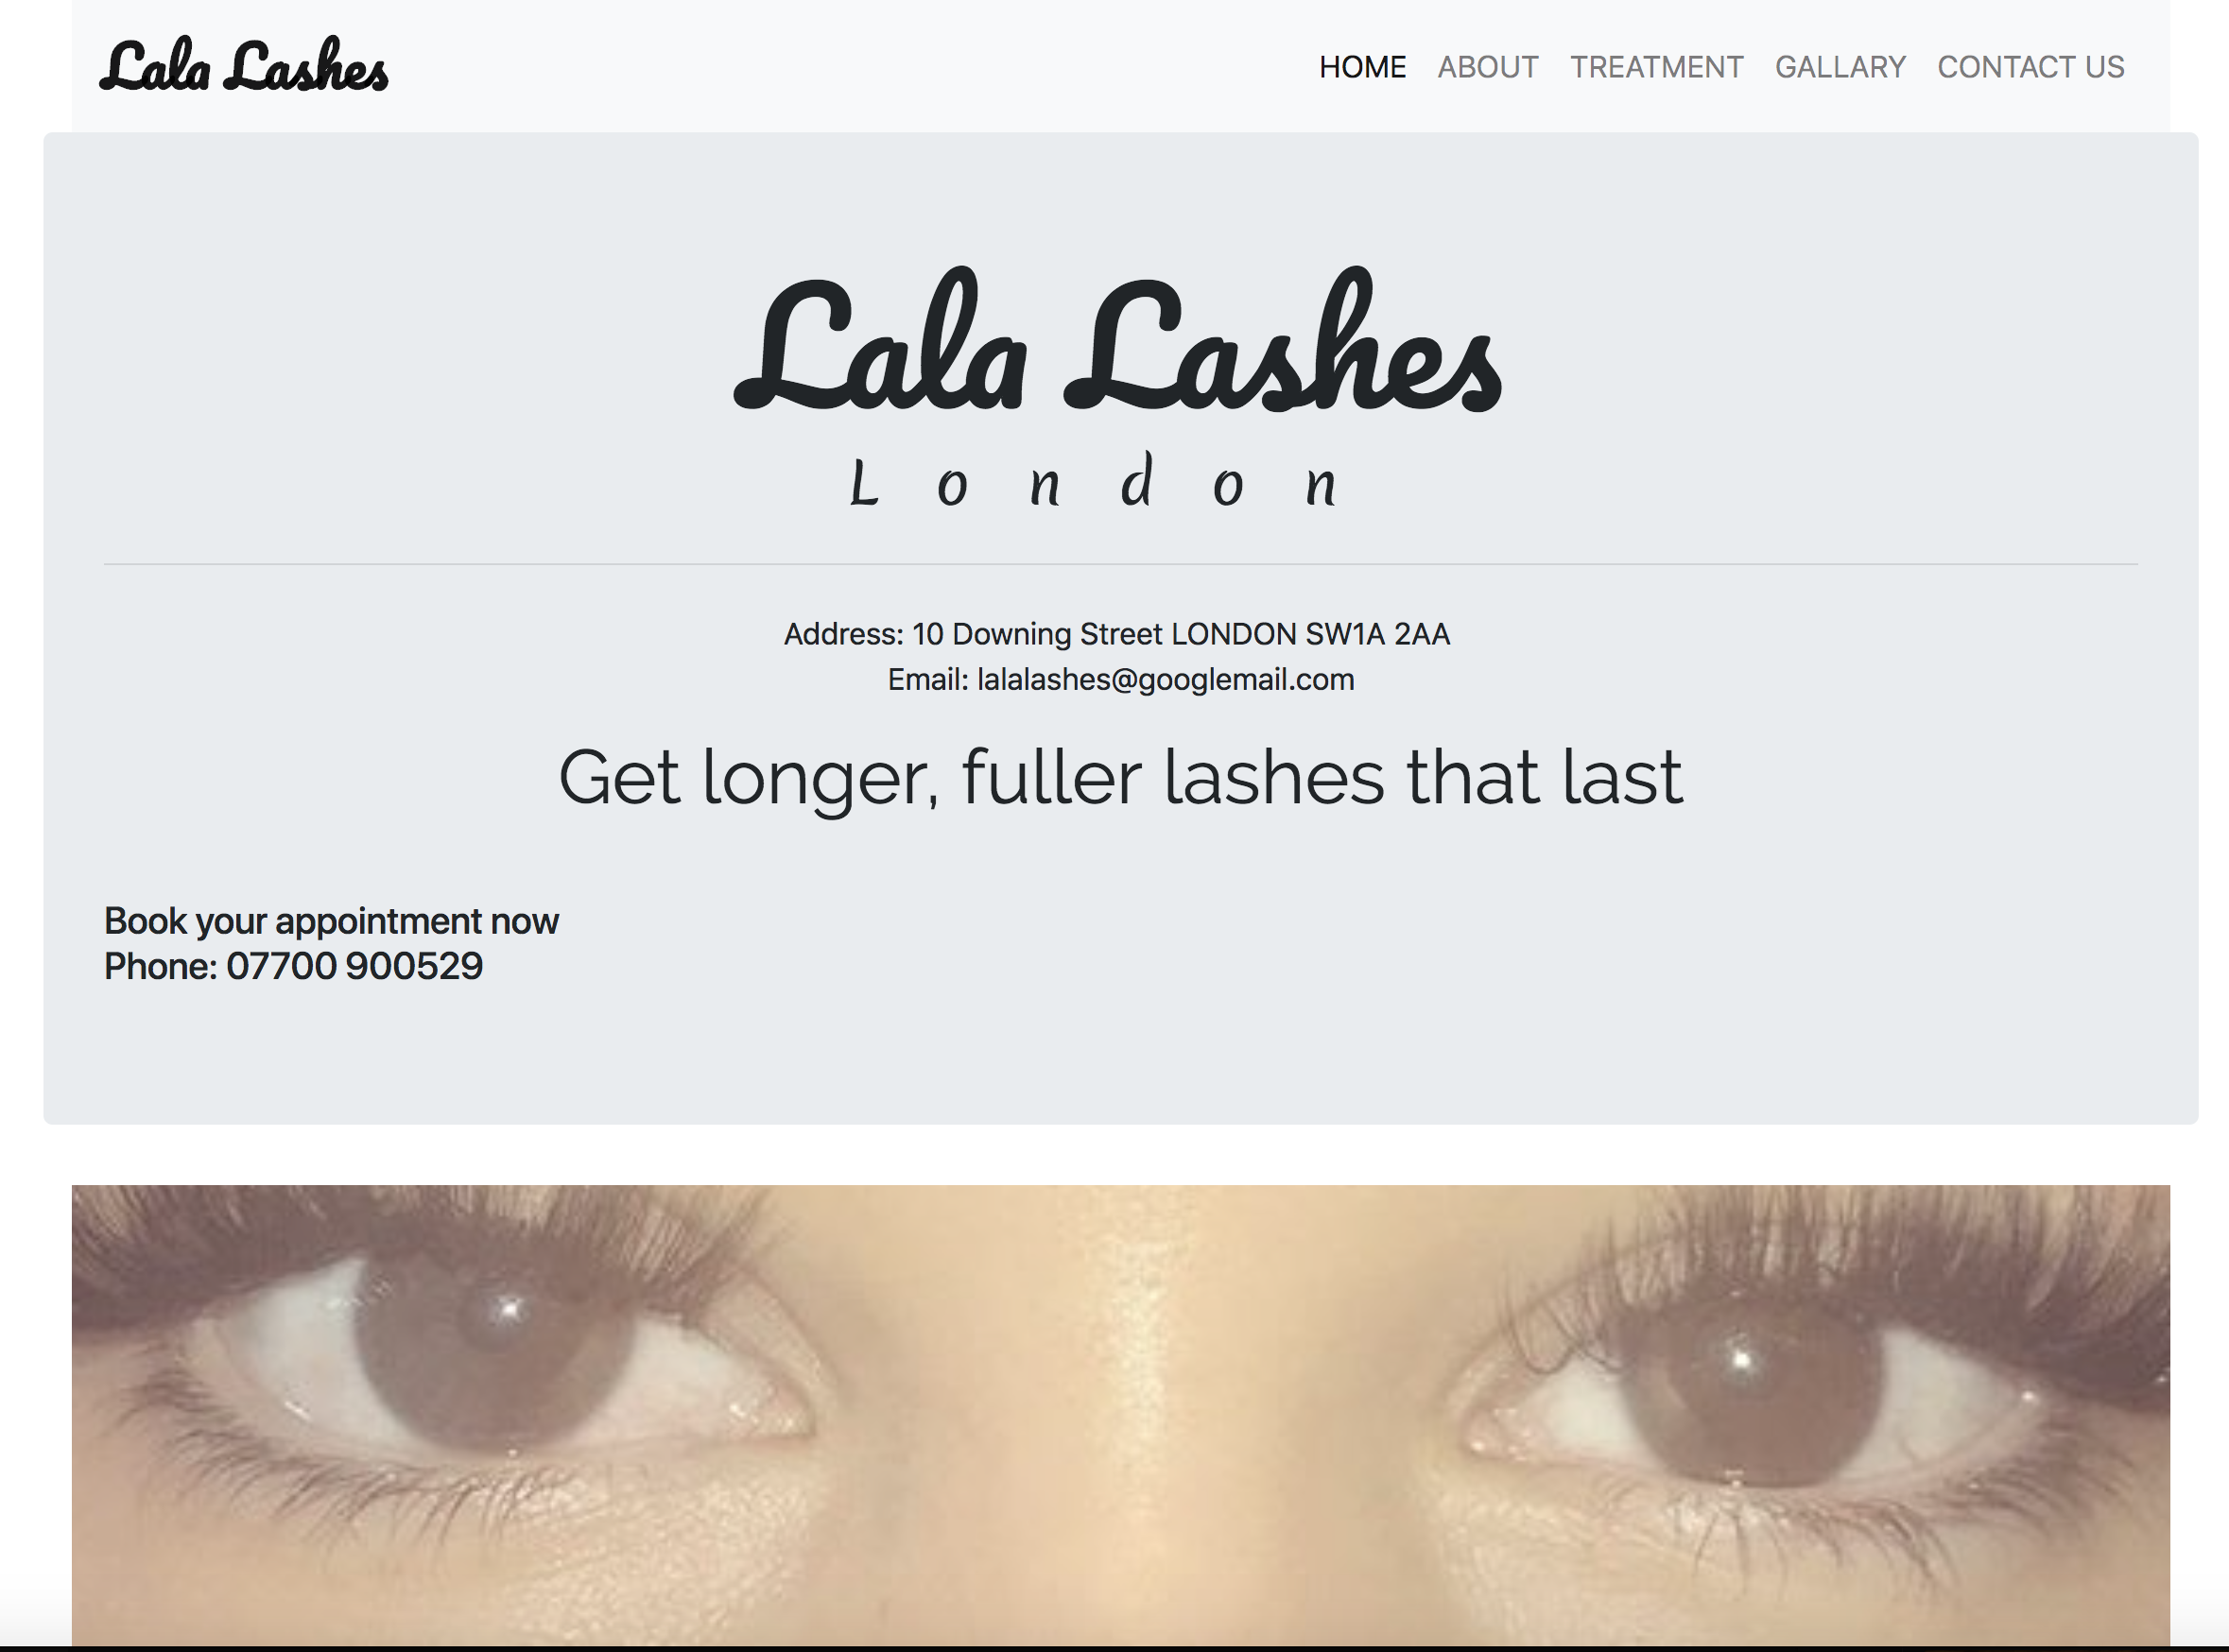 Lala Lashes
HOME ABOUT TREATMENT GALLARY CONTACT US
Lala Lashes
London
Address: 10 Downing Street LONDON SW1A 2AA
Email: lalalashes@googlemail.com
Get longer, fuller lashes that last
Book your appointment now
Phone: 07700 900529